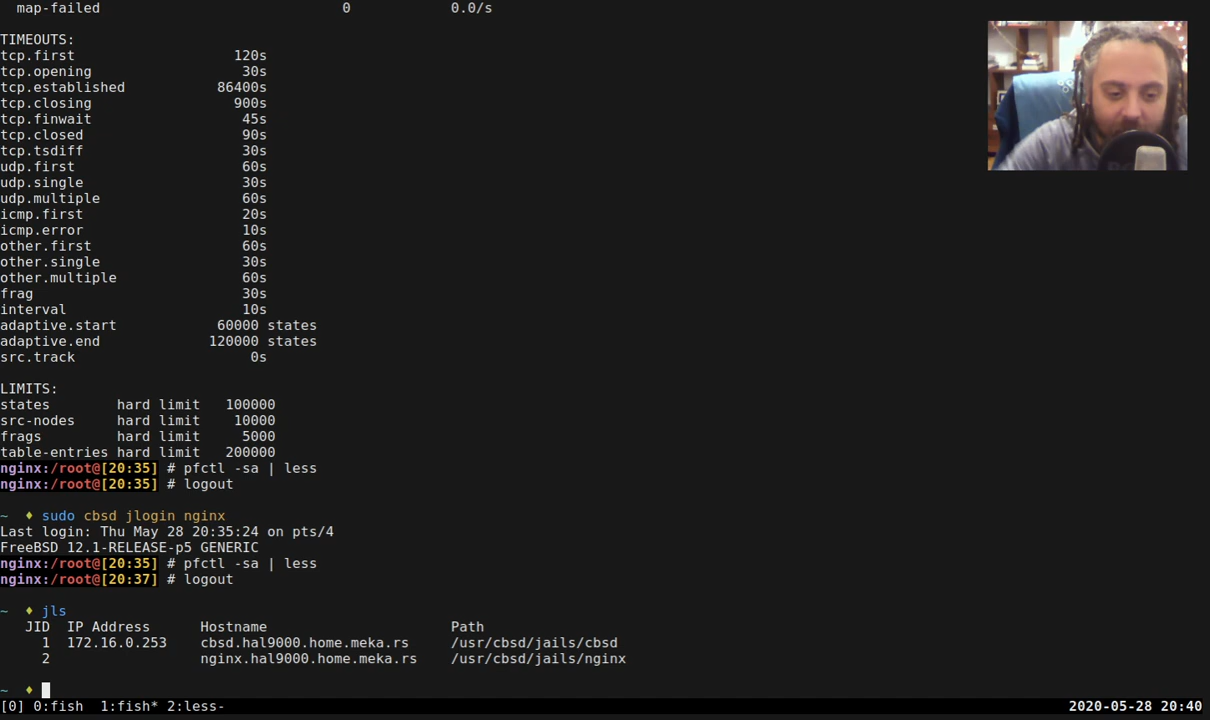 map-failed 0 0.0/s
TIMEOUTS:
tcp.first 120s
tcp.opening 30s
tcp.established 86400s
tcp.closing 900s
tcp.finwait 45s
tcp.closed 90s
tcp.tsdiff 30s
udp.first 60s
udp.single 30s
udp.multiple 60s
icmp.first 20s
icmp.error 10s
other.first 60s
other.single 30s
other.multiple 60s
frag 30s
interval 10s
adaptive.start 60000 states
adaptive.end 120000 states
src.track 0s
LIMITS:
states hard limit 100000
src-nodes hard limit 10000
frags hard limit 5000
table-entries hard limit 200000
nginx:/root@[20:35] # pfctl -sa | less
nginx:/root@[20:35] # logout
~ ♦ sudo cbsd jlogin nginx
Last login: Thu May 28 20:35:24 on pts/4
FreeBSD 12.1-RELEASE-p5 GENERIC
nginx:/root@[20:35] # pfctl -sa | less
nginx:/root@[20:37] # logout
~ ♦ jls
JID IP Address Hostname Path
1 172.16.0.253 cbsd.hal9000.home.meka.rs /usr/cbsd/jails/cbsd
2 nginx.hal9000.home.meka.rs /usr/cbsd/jails/nginx
~ ♦
[0] 0:fish 1:fish* 2:less- 2020-05-28 20:40